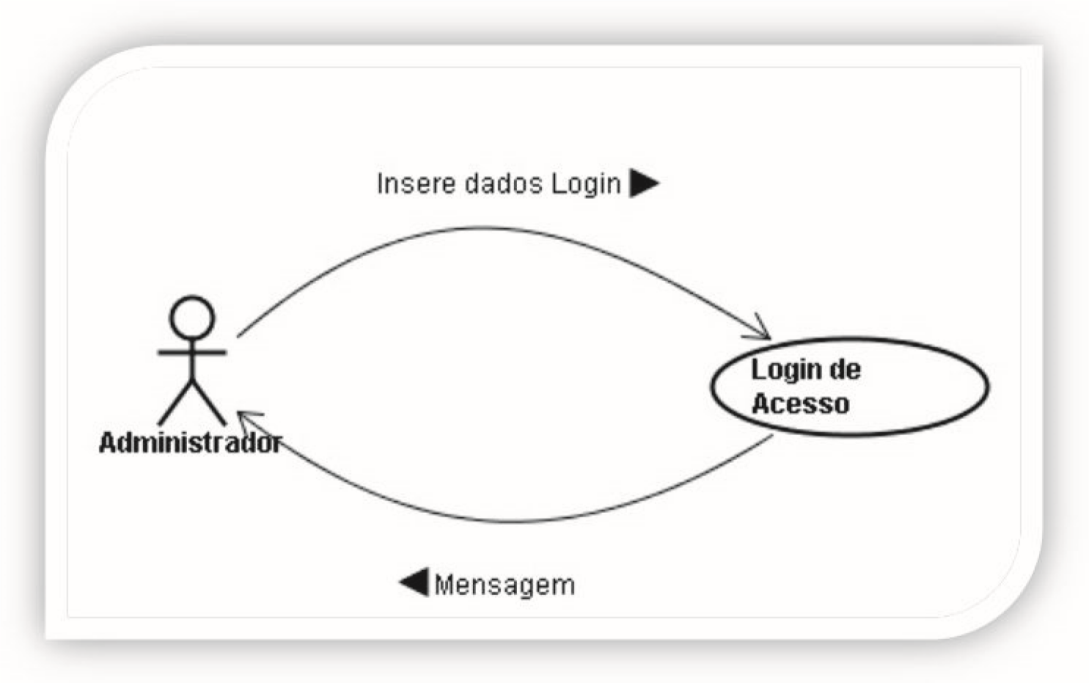 Insere dados Login
Login de
Acesso
Administrador
Mensagem